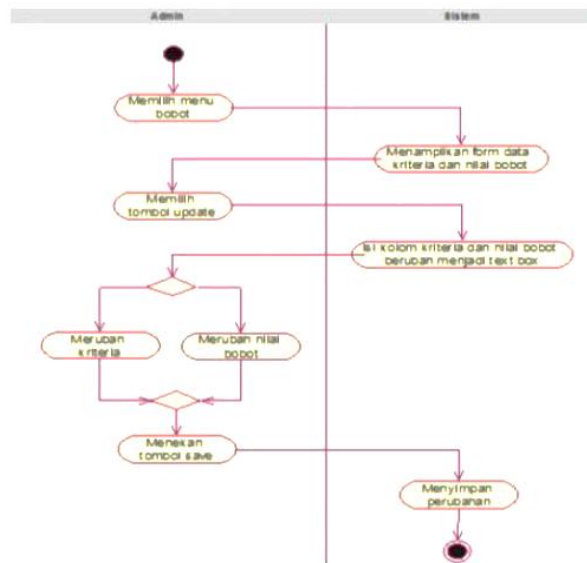 Admin
Sistem
Memilih menu
bobot
Menampilkan form data
kriteria dan nilai bobot
Memilih
tombol update
Isi kolom kriteria dan nilai bobot
berubah menjadi text box
Merubah
kriteria
Merubah nilai
bobot
Menekan
tombol save
Menyimpan
perubahan